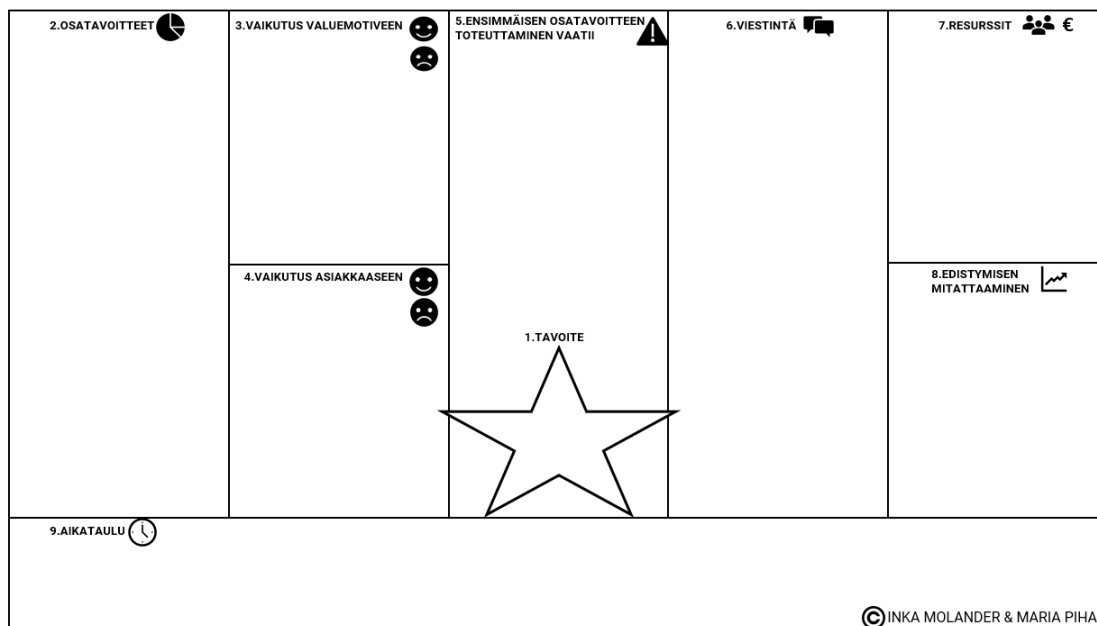 2.OSATAVOITTEET
3.VAIKUTUS VALUEMOTIVEEN
5.ENSIMMÄISEN OSATAVOITTEEN
TOTEUTTAMINEN VAATII
6.VIESTINTÄ
7.RESURSSIT €
4.VAIKUTUS ASIAKKAASEEN
8.EDISTYMISEN
MITATTAAMINEN
1.TAVOITE
9.AIKATAULU
© INKA MOLANDER & MARIA PIHA